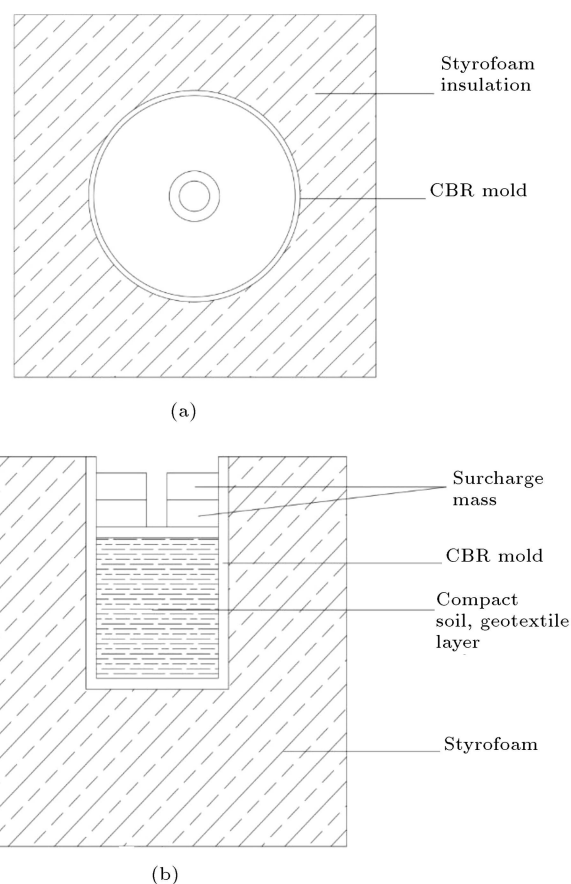 Styrofoam
insulation
CBR mold
(a)
Surcharge
mass
CBR mold
Compact
soil, geotextile
layer
Styrofoam
(b)